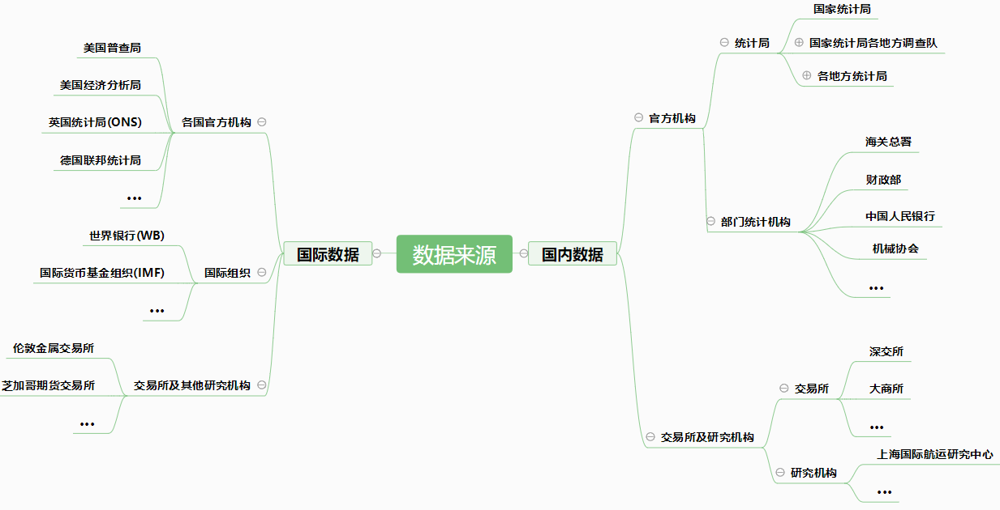 数据来源
国际数据
各国官方机构
美国普查局
美国经济分析局
英国统计局(ONS)
德国联邦统计局
•••
国际组织
世界银行(WB)
国际货币基金组织(IMF)
•••
交易所及其他研究机构
伦敦金属交易所
芝加哥期货交易所
•••
国内数据
官方机构
统计局
国家统计局
国家统计局各地方调查队
各地方统计局
部门统计机构
海关总署
财政部
中国人民银行
机械协会
•••
交易所及研究机构
交易所
深交所
大商所
•••
研究机构
上海国际航运研究中心
•••